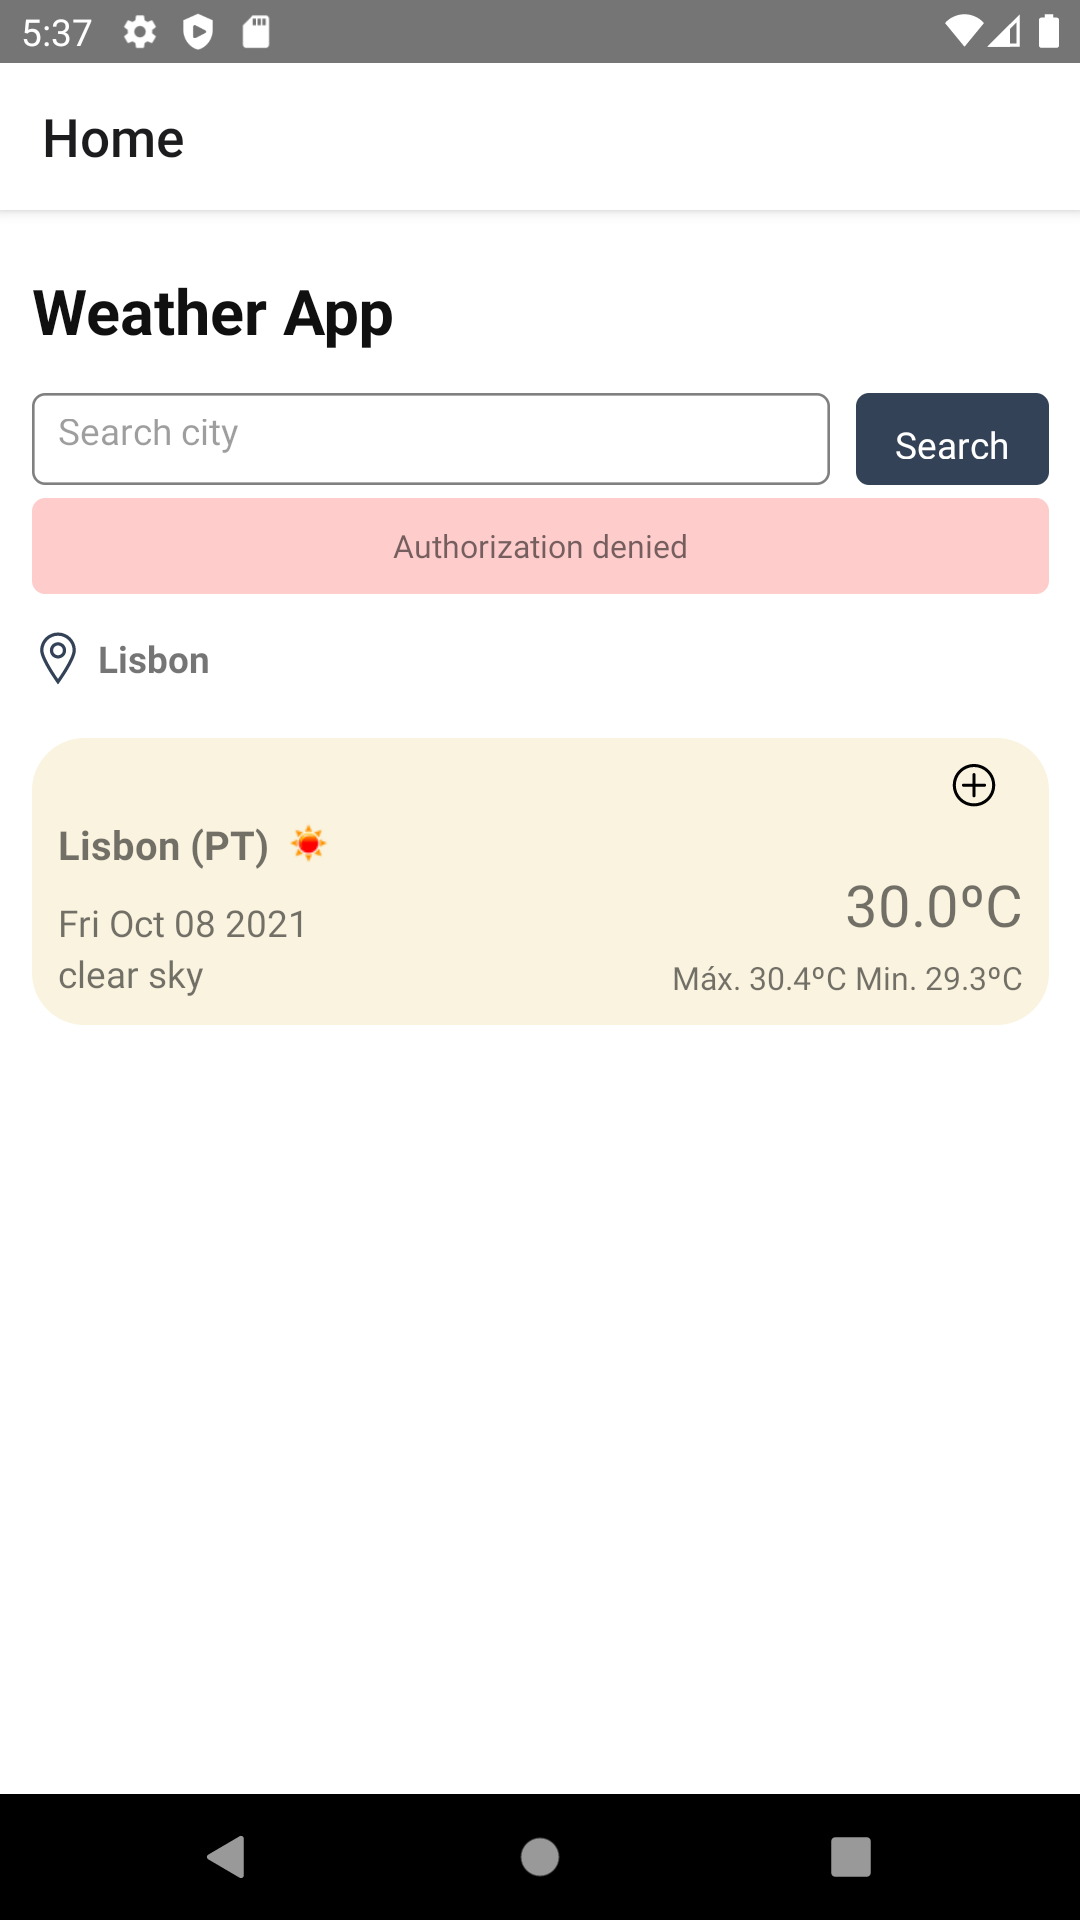 5:37
Home
Weather App
Search city
Search
Authorization denied
Lisbon
Lisbon (PT)
30.0ºC
Fri Oct 08 2021
clear sky
Máx. 30.4ºC Min. 29.3ºC